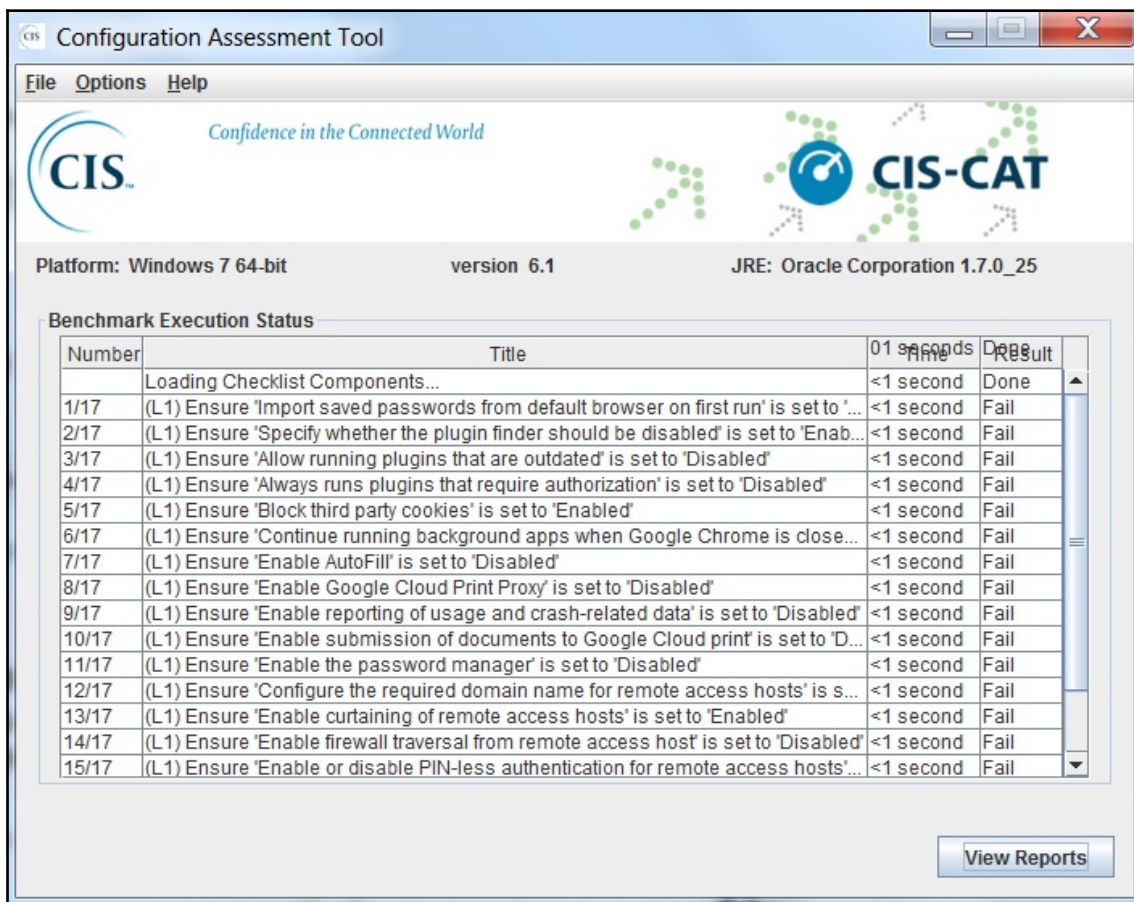 CIS Configuration Assessment Tool
File Options Help
Confidence in the Connected World
CIS™
CIS-CAT
Platform: Windows 7 64-bit version 6.1 JRE: Oracle Corporation 1.7.0_25
Benchmark Execution Status
Number Title Time Result
01 seconds Done
Loading Checklist Components... <1 second Done
1/17 (L1) Ensure 'Import saved passwords from default browser on first run' is set to '... <1 second Fail
2/17 (L1) Ensure 'Specify whether the plugin finder should be disabled' is set to 'Enab... <1 second Fail
3/17 (L1) Ensure 'Allow running plugins that are outdated' is set to 'Disabled' <1 second Fail
4/17 (L1) Ensure 'Always runs plugins that require authorization' is set to 'Disabled' <1 second Fail
5/17 (L1) Ensure 'Block third party cookies' is set to 'Enabled' <1 second Fail
6/17 (L1) Ensure 'Continue running background apps when Google Chrome is close... <1 second Fail
7/17 (L1) Ensure 'Enable AutoFill' is set to 'Disabled' <1 second Fail
8/17 (L1) Ensure 'Enable Google Cloud Print Proxy' is set to 'Disabled' <1 second Fail
9/17 (L1) Ensure 'Enable reporting of usage and crash-related data' is set to 'Disabled' <1 second Fail
10/17 (L1) Ensure 'Enable submission of documents to Google Cloud print' is set to 'D... <1 second Fail
11/17 (L1) Ensure 'Enable the password manager' is set to 'Disabled' <1 second Fail
12/17 (L1) Ensure 'Configure the required domain name for remote access hosts' is s... <1 second Fail
13/17 (L1) Ensure 'Enable curtaining of remote access hosts' is set to 'Enabled' <1 second Fail
14/17 (L1) Ensure 'Enable firewall traversal from remote access host' is set to 'Disabled' <1 second Fail
15/17 (L1) Ensure 'Enable or disable PIN-less authentication for remote access hosts'... <1 second Fail
View Reports